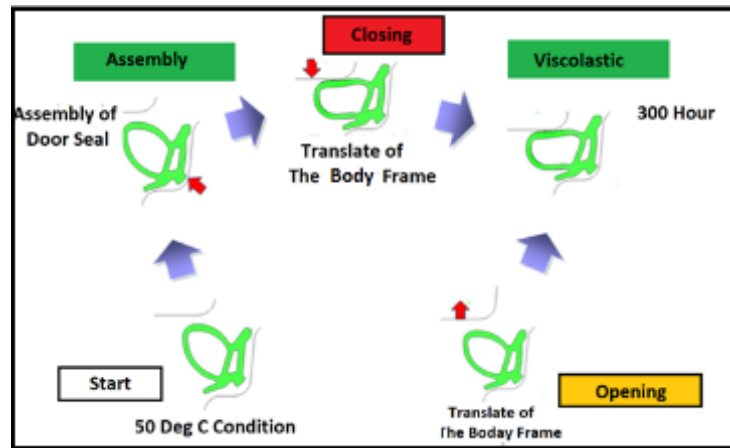 Closing
Assembly
Viscolastic
Assembly of
Door Seal
300 Hour
Translate of
The Body Frame
Start
50 Deg C Condition
Opening
Translate of
The Boday Frame